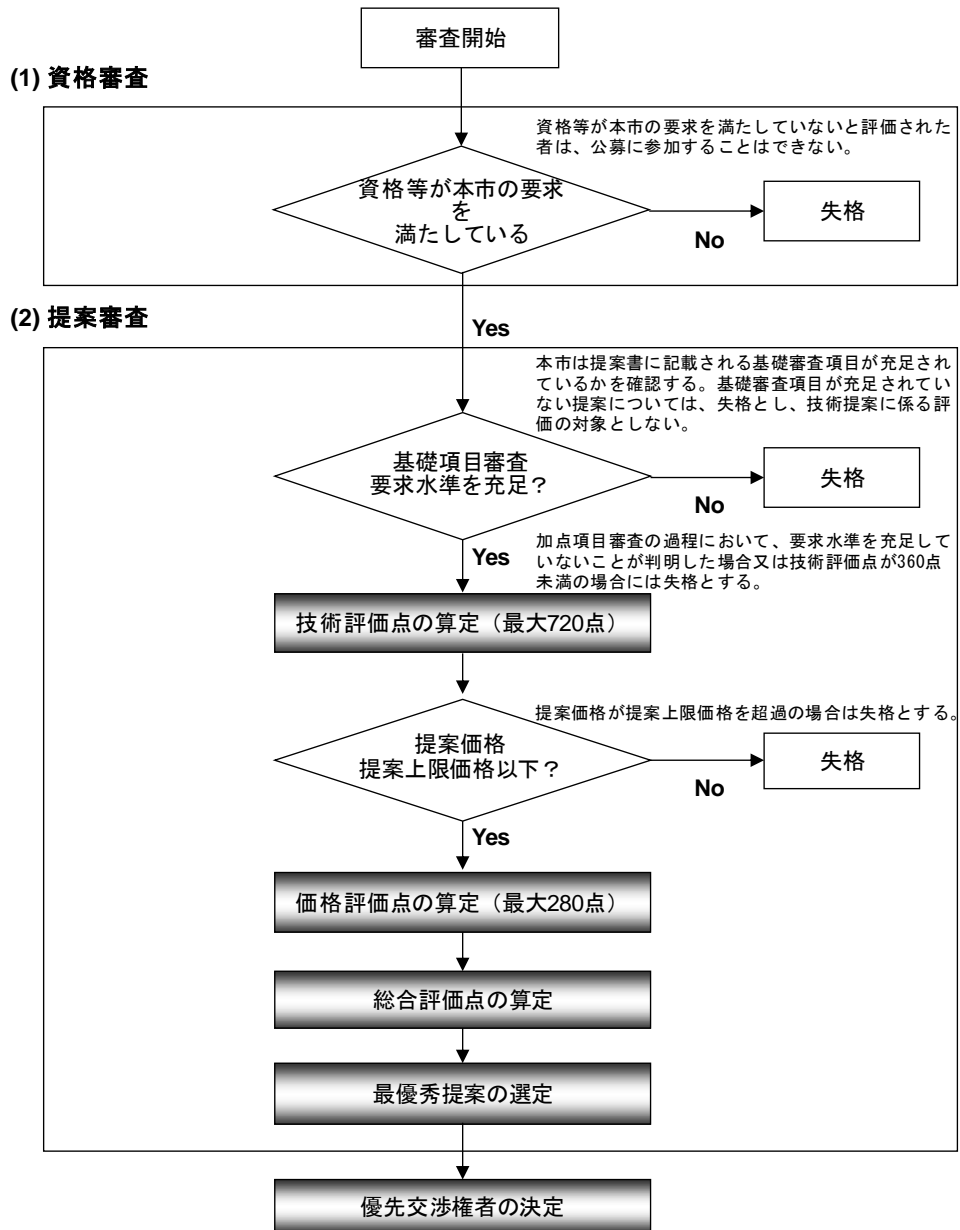 審査開始
(1) 資格審査
資格等が本市の要求を満たしていないと評価された
者は、公募に参加することはできない。
資格等が本市の要求
を
満たしている
失格
No
(2) 提案審査
Yes
本市は提案書に記載される基礎審査項目が充足され
ているかを確認する。基礎審査項目が充足されてい
ない提案については、失格とし、技術提案に係る評
価の対象としない。
基礎項目審査
要求水準を充足？
失格
No
Yes
加点項目審査の過程において、要求水準を充足して
いないことが判明した場合又は技術評価点が360点
未満の場合には失格とする。
技術評価点の算定（最大720点）
提案価格が提案上限価格を超過の場合は失格とする。
提案価格
提案上限価格以下？
失格
No
Yes
価格評価点の算定（最大280点）
総合評価点の算定
最優秀提案の選定
優先交渉権者の決定